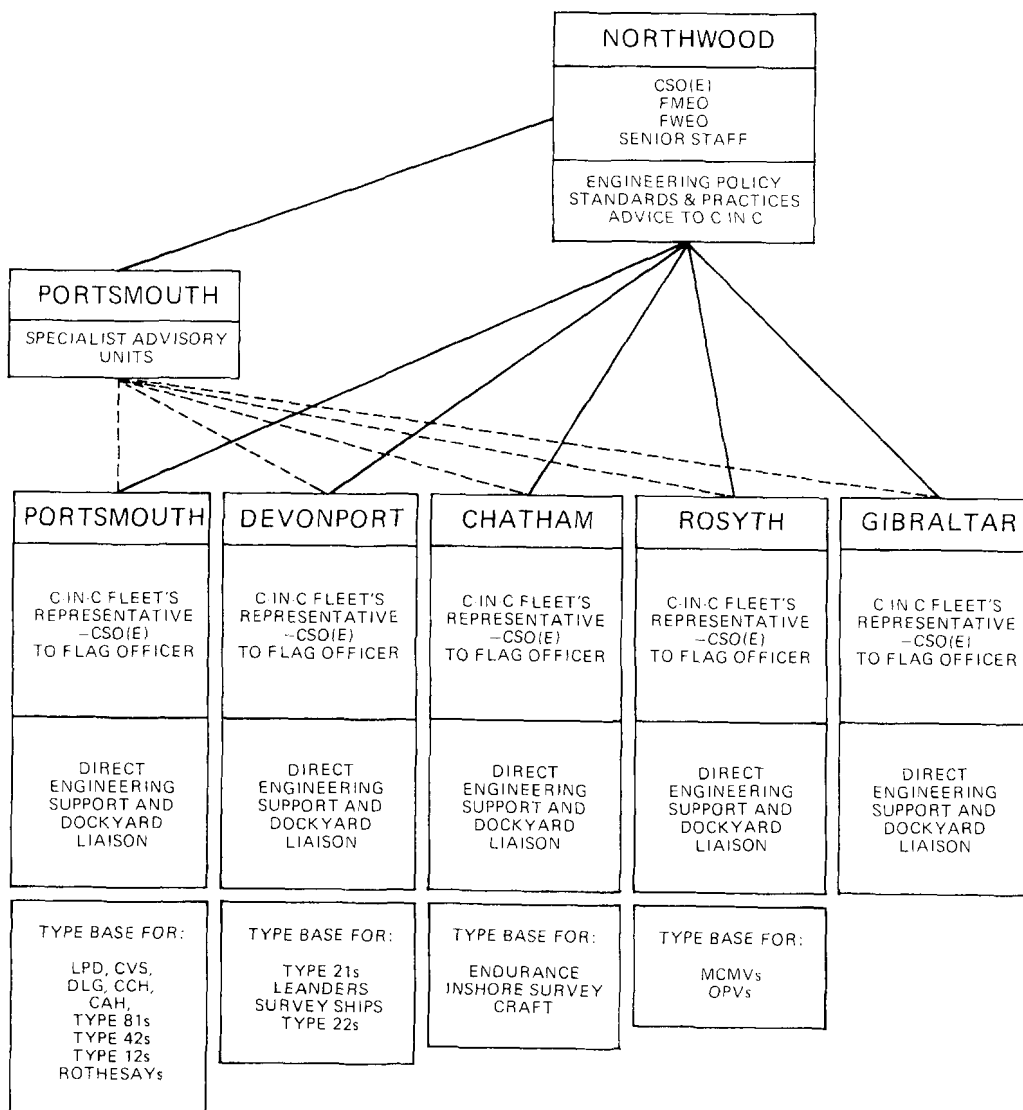 NORTHWOOD
CSO(E)
FMEO
FWEO
SENIOR STAFF
ENGINEERING POLICY
STANDARDS & PRACTICES
ADVICE TO C IN C
PORTSMOUTH
SPECIALIST ADVISORY
UNITS
PORTSMOUTH
C-IN-C FLEET'S
REPRESENTATIVE
–CSO(E)
TO FLAG OFFICER
DIRECT
ENGINEERING
SUPPORT AND
DOCKYARD
LIAISON
TYPE BASE FOR:
LPD, CVS,
DLG, CCH,
CAH,
TYPE 81s
TYPE 42s
TYPE 12s
ROTHESAYs
DEVONPORT
C-IN-C FLEET'S
REPRESENTATIVE
–CSO(E)
TO FLAG OFFICER
DIRECT
ENGINEERING
SUPPORT AND
DOCKYARD
LIAISON
TYPE BASE FOR:
TYPE 21s
LEANDERS
SURVEY SHIPS
TYPE 22s
CHATHAM
C-IN-C FLEET'S
REPRESENTATIVE
–CSO(E)
TO FLAG OFFICER
DIRECT
ENGINEERING
SUPPORT AND
DOCKYARD
LIAISON
TYPE BASE FOR:
ENDURANCE
INSHORE SURVEY
CRAFT
ROSYTH
C-IN-C FLEET'S
REPRESENTATIVE
–CSO(E)
TO FLAG OFFICER
DIRECT
ENGINEERING
SUPPORT AND
DOCKYARD
LIAISON
TYPE BASE FOR:
MCMVs
OPVs
GIBRALTAR
C IN C FLEET'S
REPRESENTATIVE
–CSO(E)
TO FLAG OFFICER
DIRECT
ENGINEERING
SUPPORT AND
DOCKYARD
LIAISON